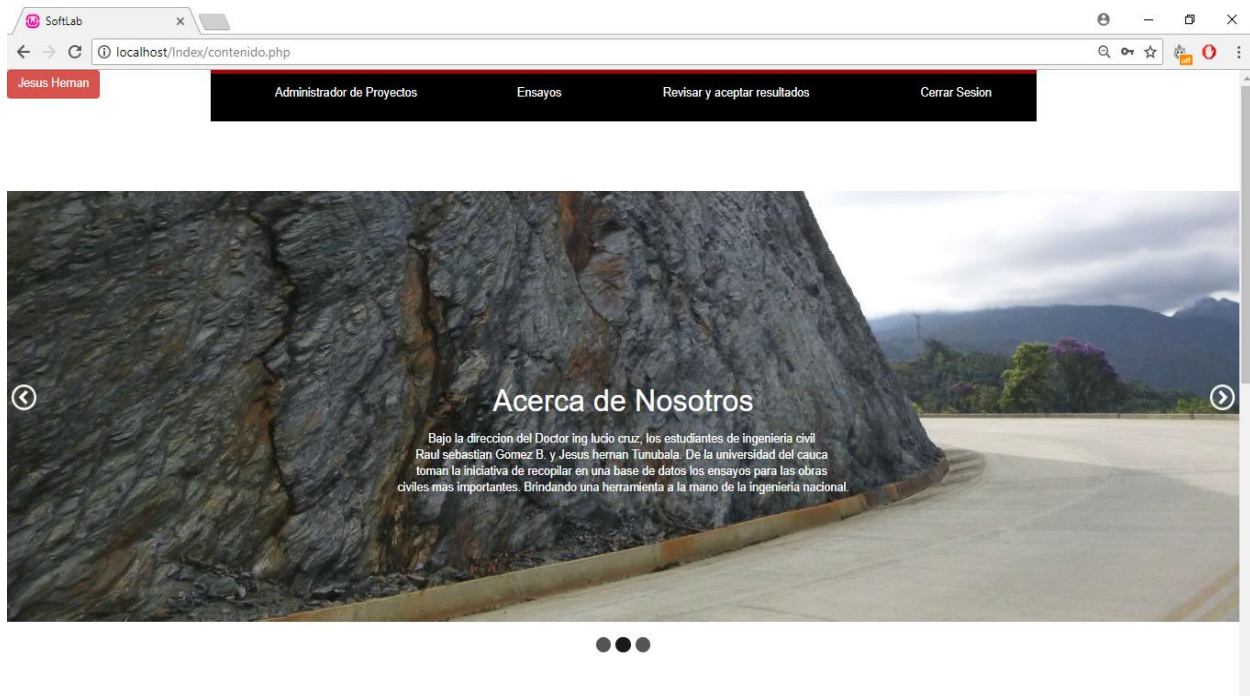 SoftLab
localhost/Index/contenido.php
off
Jesus Hernan
Administrador de Proyectos Ensayos Revisar y aceptar resultados Cerrar Sesion
Acerca de Nosotros
Bajo la direccion del Doctor ing lucio cruz, los estudiantes de ingenieria civil
Raul sebastian Gomez B. y Jesus hernan Tunubala. De la universidad del cauca
toman la iniciativa de recopilar en una base de datos los ensayos para las obras
civiles mas importantes. Brindando una herramienta a la mano de la ingenieria nacional.